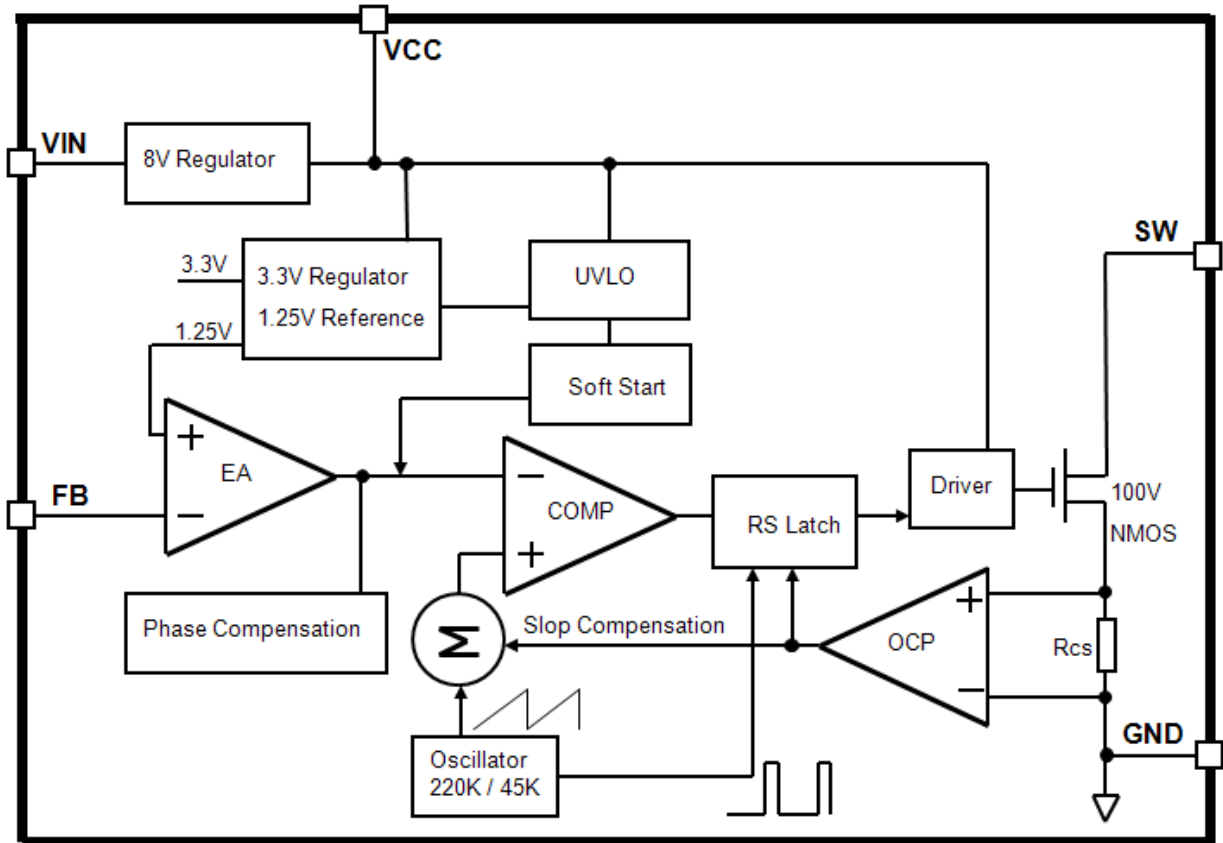 VCC
VIN
8V Regulator
SW
3.3V
3.3V Regulator
UVLO
1.25V
1.25V Reference
Soft Start
+
EA
FB
−
−
COMP
+
RS Latch
Driver
100V
NMOS
Phase Compensation
Σ
Slop Compensation
+
OCP
−
Rcs
GND
Oscillator
220K / 45K